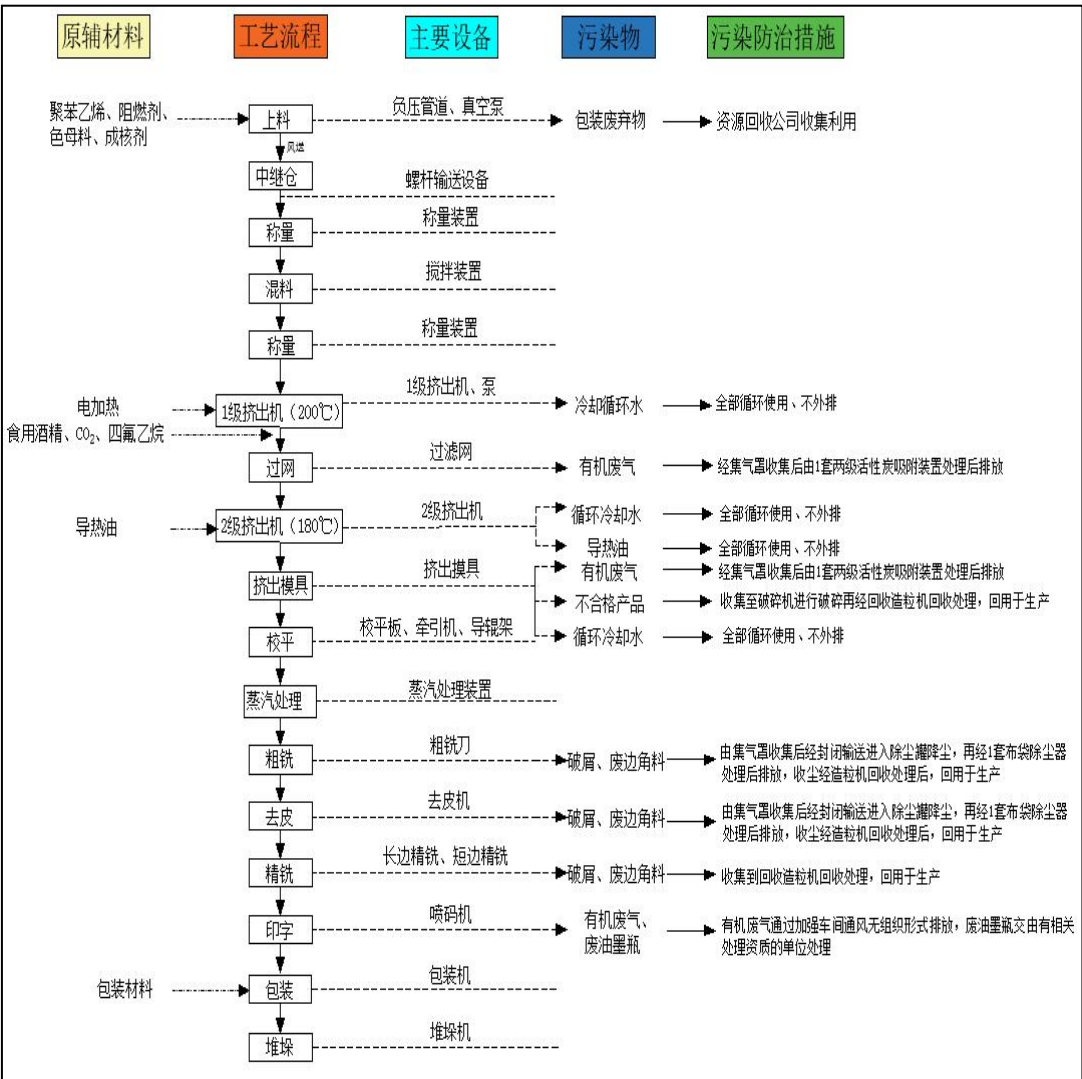 原辅材料 工艺流程 主要设备 污染物 污染防治措施
聚苯乙烯、阻燃剂、
色母料、成核剂
上料 负压管道、真空泵 包装废弃物 资源回收公司收集利用
风送
中继仓
螺杆输送设备
称量 称量装置
混料 搅拌装置
称量 称量装置
电加热 1级挤出机（200℃） 1级挤出机、泵 冷却循环水 全部循环使用、不外排
食用酒精、CO₂、四氟乙烷
过网 过滤网 有机废气 经集气罩收集后由1套两级活性炭吸附装置处理后排放
导热油 2级挤出机（180℃） 2级挤出机 循环冷却水 全部循环使用、不外排
导热油 全部循环使用、不外排
挤出模具 挤出摸具 有机废气 经集气罩收集后由1套两级活性炭吸附装置处理后排放
不合格产品 收集至破碎机进行破碎再经回收造粒机回收处理，回用于生产
校平 校平板、牵引机、导辊架 循环冷却水 全部循环使用、不外排
蒸汽处理 蒸汽处理装置
粗铣 粗铣刀 破屑、废边角料 由集气罩收集后经封闭输送进入除尘罐降尘，再经1套布袋除尘器
处理后排放，收尘经造粒机回收处理后，回用于生产
去皮 去皮机 破屑、废边角料 由集气罩收集后经封闭输送进入除尘罐降尘，再经1套布袋除尘器
处理后排放，收尘经造粒机回收处理后，回用于生产
精铣 长边精铣、短边精铣 破屑、废边角料 收集到回收造粒机回收处理，回用于生产
印字 喷码机 有机废气、
废油墨瓶
有机废气通过加强车间通风无组织形式排放，废油墨瓶交由有相关
处理资质的单位处理
包装材料 包装 包装机
堆垛 堆垛机